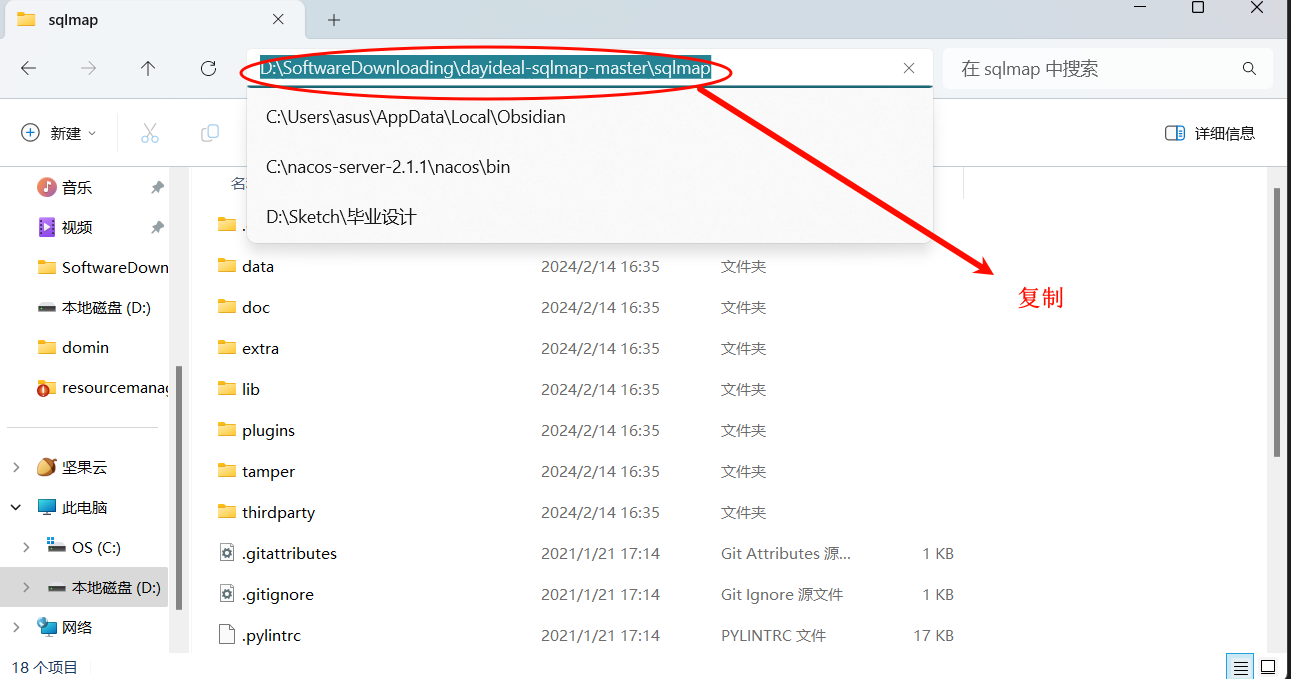 sqlmap
D:\SoftwareDownloading\dayideal-sqlmap-master\sqlmap
在 sqlmap 中搜索
C:\Users\asus\AppData\Local\Obsidian
C:\nacos-server-2.1.1\nacos\bin
D:\Sketch\毕业设计
新建
详细信息
复制
音乐
视频
SoftwareDown
本地磁盘 (D:)
domin
resourcemana
坚果云
此电脑
OS (C:)
本地磁盘 (D:)
网络
名
.
data 2024/2/14 16:35 文件夹
doc 2024/2/14 16:35 文件夹
extra 2024/2/14 16:35 文件夹
lib 2024/2/14 16:35 文件夹
plugins 2024/2/14 16:35 文件夹
tamper 2024/2/14 16:35 文件夹
thirdparty 2024/2/14 16:35 文件夹
.gitattributes 2021/1/21 17:14 Git Attributes 源... 1 KB
.gitignore 2021/1/21 17:14 Git Ignore 源文件 1 KB
.pylintrc 2021/1/21 17:14 PYLINTRC 文件 17 KB
18 个项目